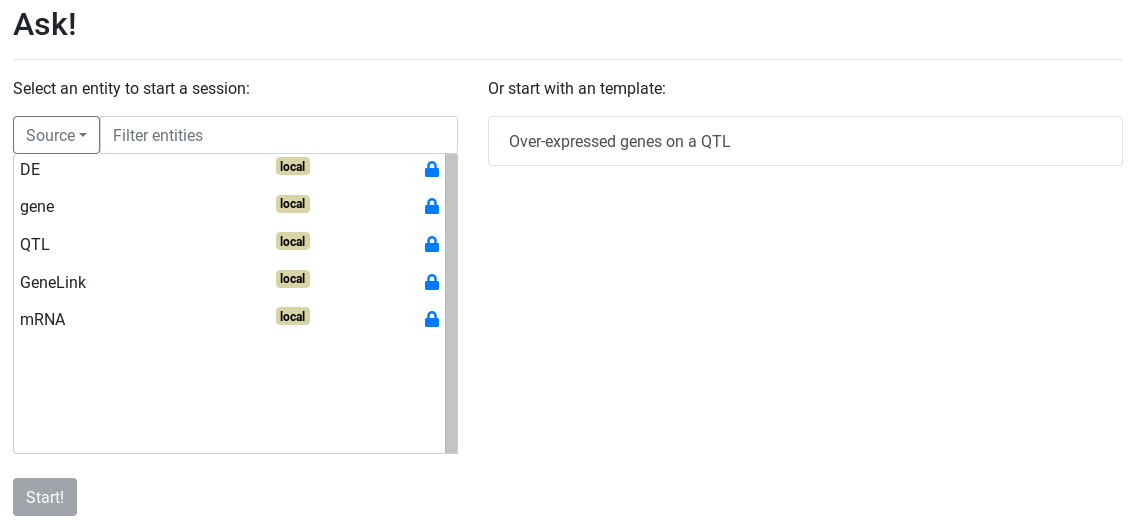 Ask!
Select an entity to start a session:
Source
Filter entities
DE local
gene local
QTL local
GeneLink local
mRNA local
Start!
Or start with an template:
Over-expressed genes on a QTL